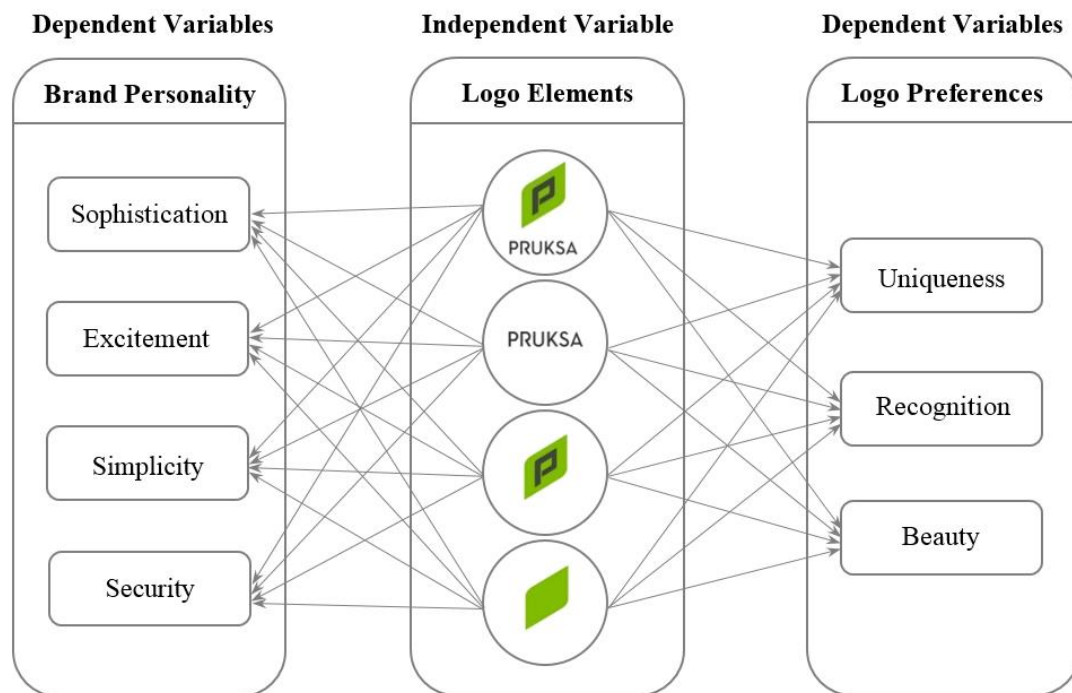 Dependent Variables
Brand Personality
Sophistication
Excitement
Simplicity
Security
Independent Variable
Logo Elements
P
PRUKSA
PRUKSA
P
Dependent Variables
Logo Preferences
Uniqueness
Recognition
Beauty